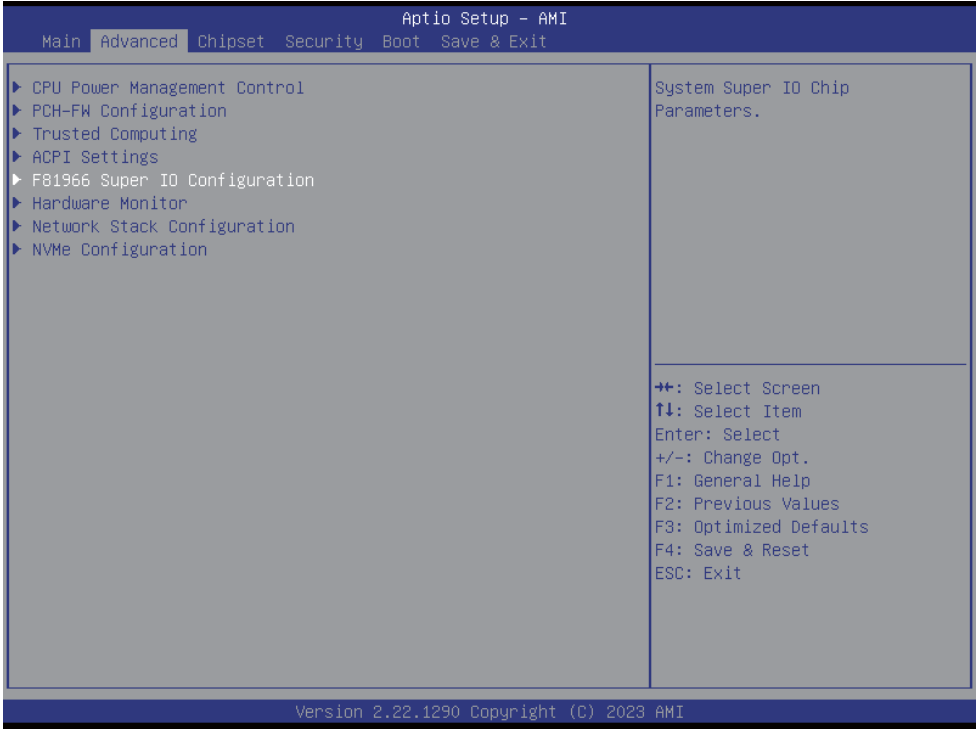 Aptio Setup – AMI
Main Advanced Chipset Security Boot Save & Exit
▶ CPU Power Management Control
▶ PCH-FW Configuration
▶ Trusted Computing
▶ ACPI Settings
▶ F81966 Super IO Configuration
▶ Hardware Monitor
▶ Network Stack Configuration
▶ NVMe Configuration
System Super IO Chip
Parameters.
→←: Select Screen
↑↓: Select Item
Enter: Select
+/-: Change Opt.
F1: General Help
F2: Previous Values
F3: Optimized Defaults
F4: Save & Reset
ESC: Exit
Version 2.22.1290 Copyright (C) 2023 AMI